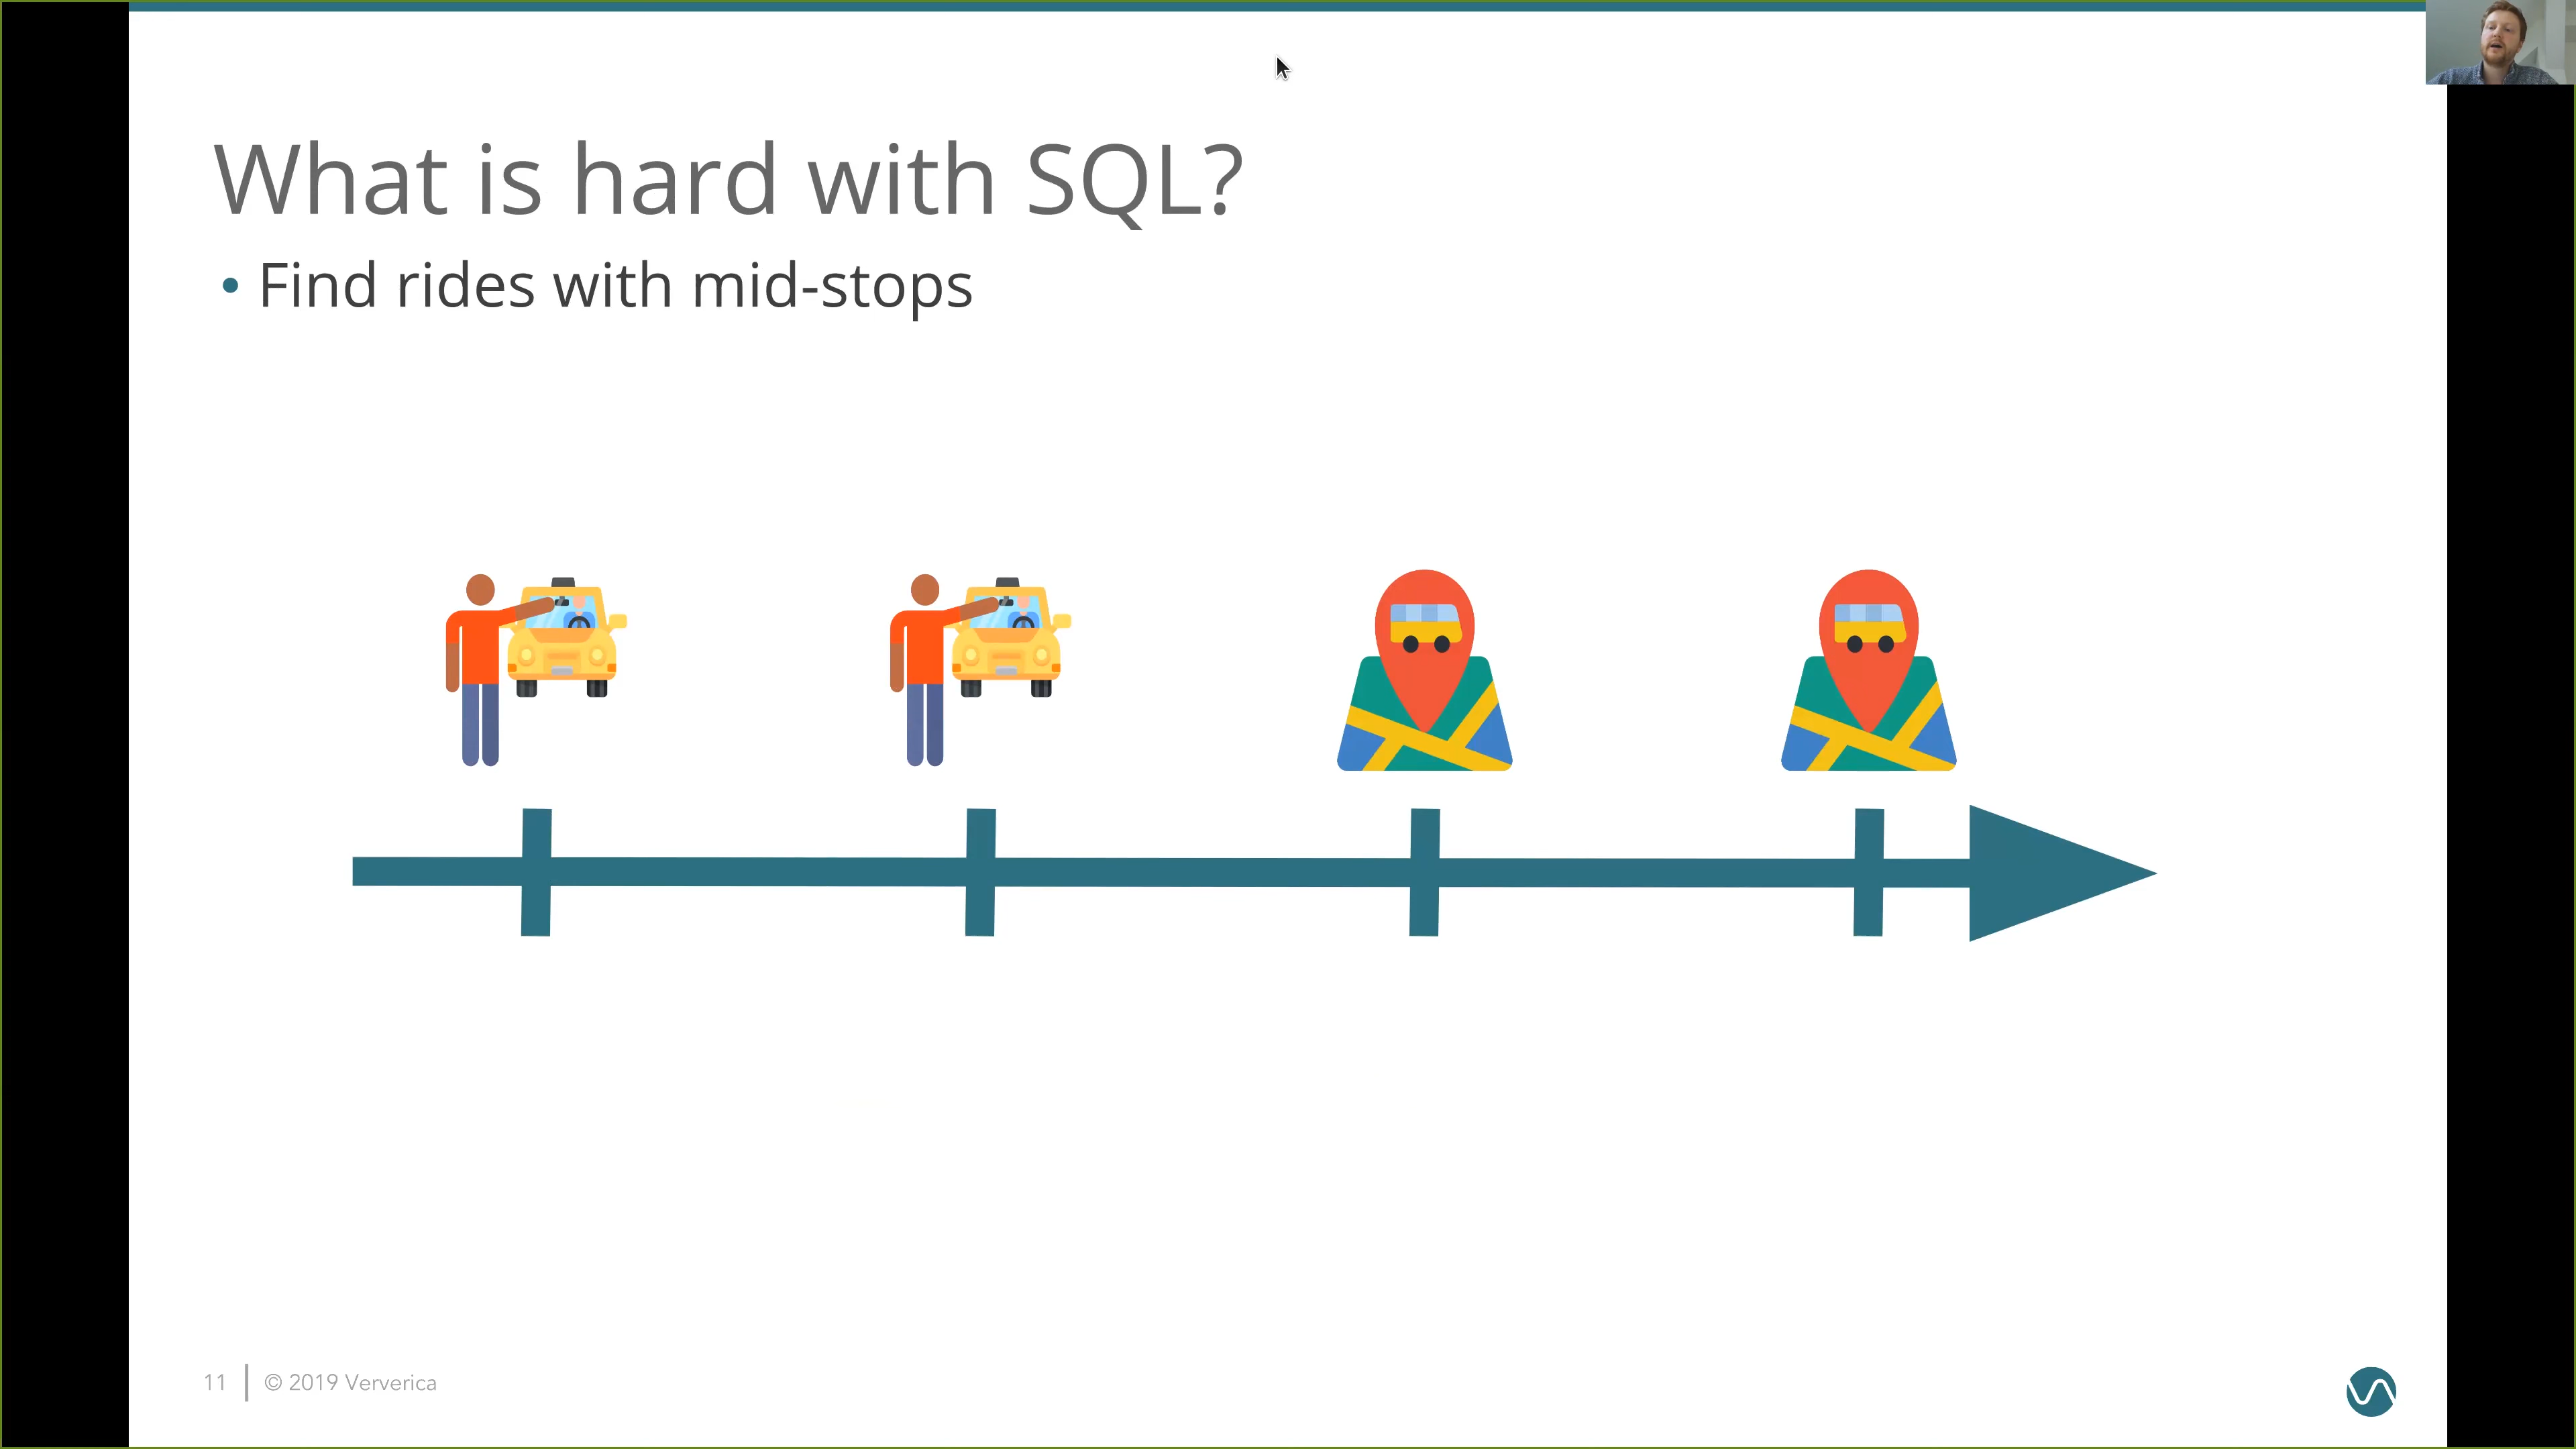 What is hard with SQL?
• Find rides with mid-stops
11 | © 2019 Ververica